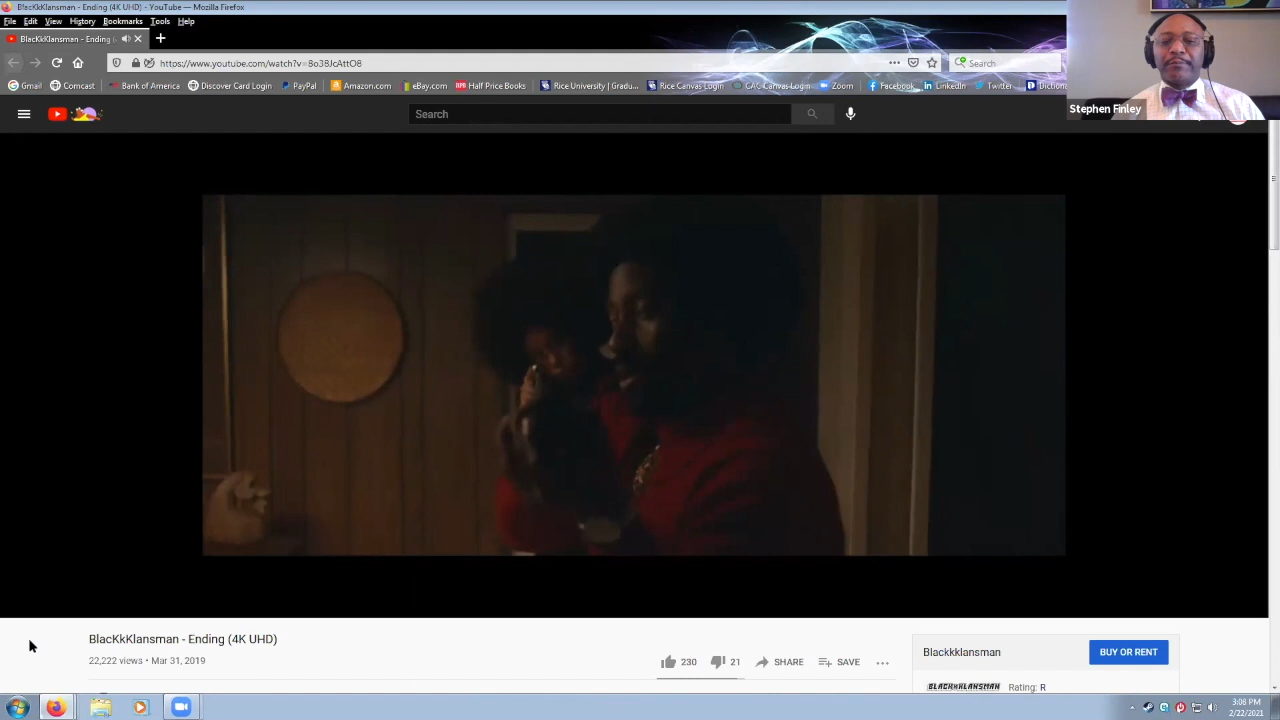 BlacKkKlansman - Ending (4K UHD) - YouTube — Mozilla Firefox
File Edit View History Bookmarks Tools Help
BlacKkKlansman - Ending (
https://www.youtube.com/watch?v=8o38JcAttO8
Search
Gmail Comcast Bank of America Discover Card Login PayPal Amazon.com eBay.com Half Price Books Rice University | Gradu... Rice Canvas Login CAG Canvas Login Zoom Facebook LinkedIn Twitter Diction
Stephen Finley
Search
BlacKkKlansman - Ending (4K UHD)
22,222 views • Mar 31, 2019
230 21 SHARE SAVE
Blackkklansman
BUY OR RENT
BLACKKKLANSMAN Rating: R
3:08 PM
2/22/2021